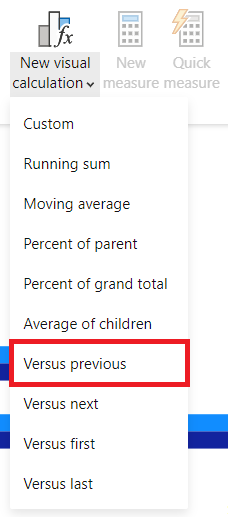 fx
New visual
calculation
New
measure
Quick
measure
Custom
Running sum
Moving average
Percent of parent
Percent of grand total
Average of children
Versus previous
Versus next
Versus first
Versus last